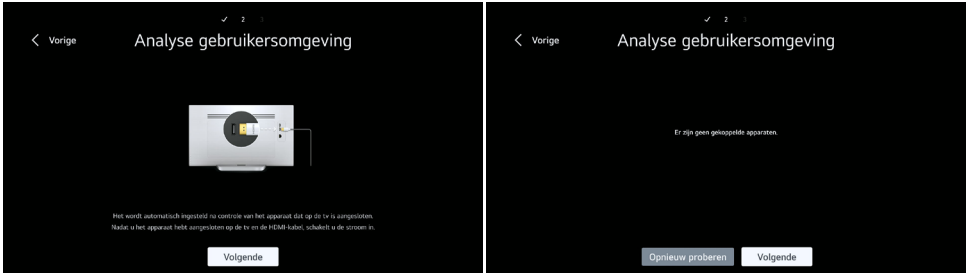 2 3
Vorige
Analyse gebruikersomgeving
Het wordt automatisch ingesteld na controle van het apparaat dat op de tv is aangesloten.
Nadat u het apparaat hebt aangesloten op de tv en de HDMI-kabel, schakelt u de stroom in.
Volgende
2 3
Vorige
Analyse gebruikersomgeving
Er zijn geen gekoppelde apparaten.
Opnieuw proberen
Volgende